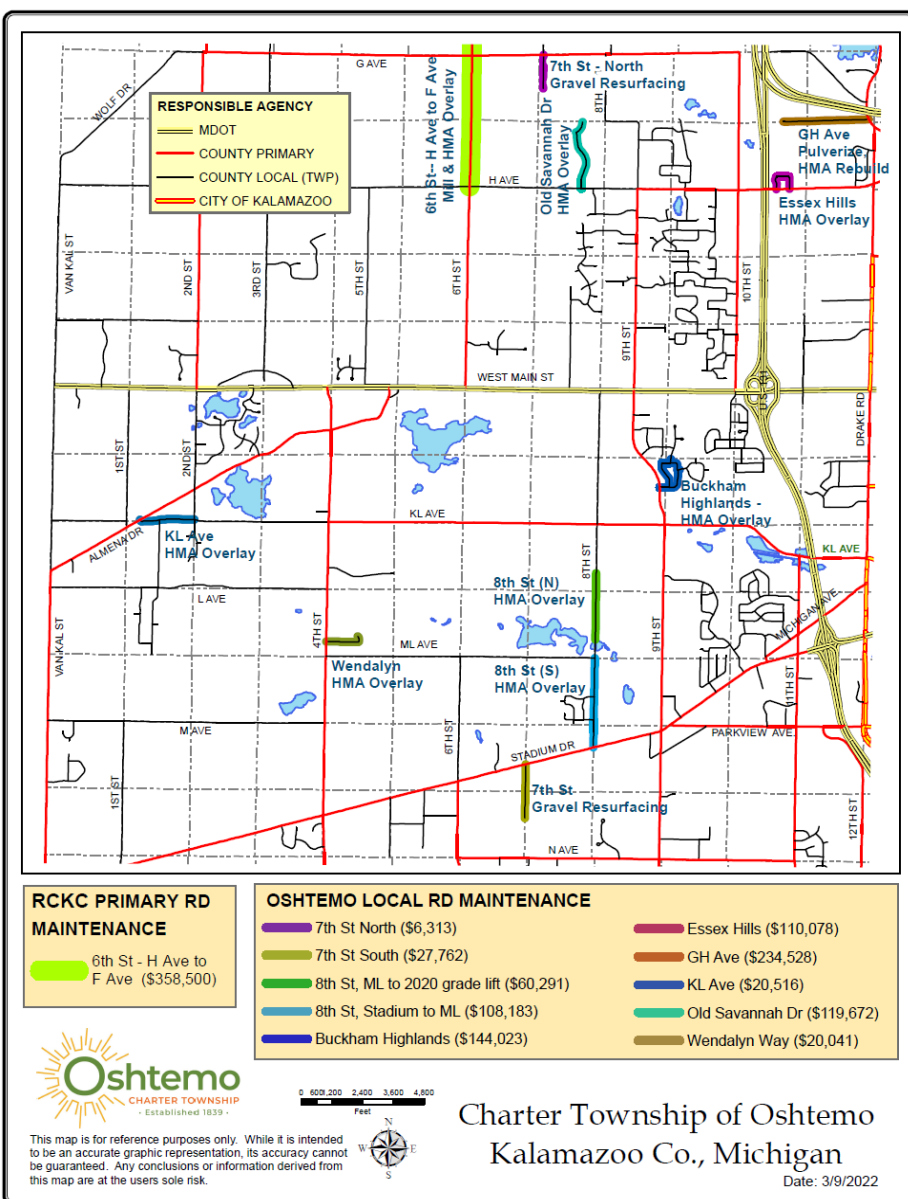 G AVE
WOLF DR
RESPONSIBLE AGENCY
MDOT
COUNTY PRIMARY
COUNTY LOCAL (TWP)
CITY OF KALAMAZOO
6th St - H Ave to F Ave
Mill & HMA Overlay
7th St - North
Gravel Resurfacing
8TH
Old Savannah Dr
HMA Overlay
GH Ave
Pulverize,
HMA Rebuild
H AVE
Essex Hills
HMA Overlay
VAN KAL ST
2ND ST
3RD ST
5TH ST
6TH ST
9TH ST
10TH ST
WEST MAIN ST
U.S. 131
DRAKE RD
1ST ST
2ND ST
Buckham
Highlands -
HMA Overlay
KL AVE
ALMENA DR
KL Ave
HMA Overlay
8TH ST
KL AVE
8th St (N)
HMA Overlay
L AVE
MICHIGAN AVE
VAN KAL ST
4TH ST
ML AVE
9TH ST
Wendalyn
HMA Overlay
8th St (S)
HMA Overlay
11TH ST
M AVE
6TH ST
STADIUM DR
PARKVIEW AVE.
1ST ST
7th St
Gravel Resurfacing
12TH ST
N AVE
RCKC PRIMARY RD
MAINTENANCE
6th St - H Ave to
F Ave ($358,500)
OSHTEMO LOCAL RD MAINTENANCE
7th St North ($6,313)
7th St South ($27,762)
8th St, ML to 2020 grade lift ($60,291)
8th St, Stadium to ML ($108,183)
Buckham Highlands ($144,023)
Essex Hills ($110,078)
GH Ave ($234,528)
KL Ave ($20,516)
Old Savannah Dr ($119,672)
Wendalyn Way ($20,041)
Oshtemo
CHARTER TOWNSHIP
· Established 1839 ·
0 600 1,200 2,400 3,600 4,800
Feet
N
W E
S
This map is for reference purposes only. While it is intended
to be an accurate graphic representation, its accuracy cannot
be guaranteed. Any conclusions or information derived from
this map are at the users sole risk.
Charter Township of Oshtemo
Kalamazoo Co., Michigan
Date: 3/9/2022